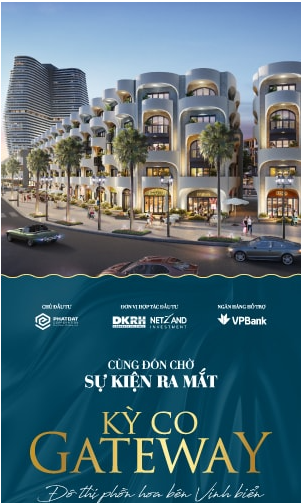 CHỦ ĐẦU TƯ
ĐƠN VỊ HỢP TÁC ĐẦU TƯ
NGÂN HÀNG HỖ TRỢ
PHATDAT
DKRH NETLAND
INVESTMENT
VPBank
CÙNG ĐÓN CHỜ
SỰ KIỆN RA MẮT
KỲ CO
GATEWAY
Đô thị phồn hoa bên Vịnh biển